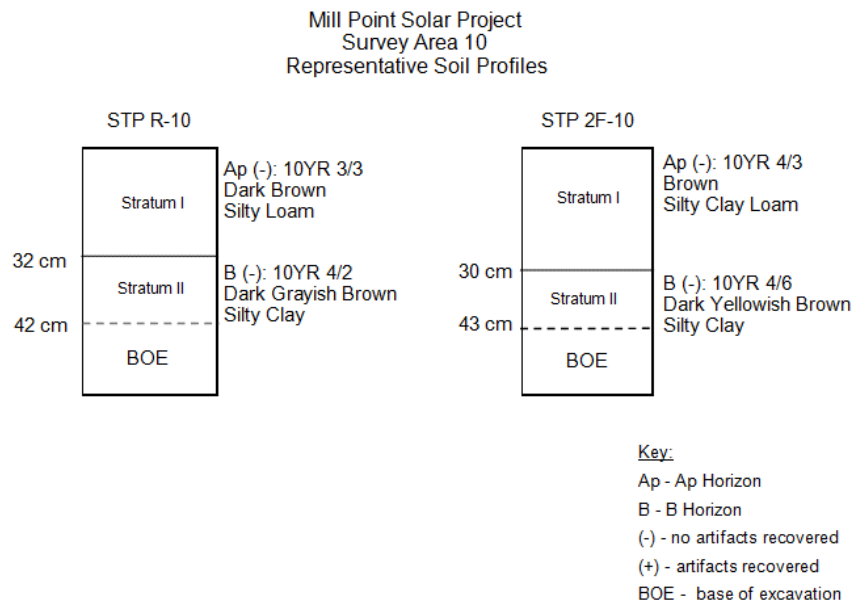 Mill Point Solar Project
Survey Area 10
Representative Soil Profiles
STP R-10
Stratum I
Ap (-): 10YR 3/3
Dark Brown
Silty Loam
32 cm
Stratum II
B (-): 10YR 4/2
Dark Grayish Brown
Silty Clay
42 cm
BOE
STP 2F-10
Stratum I
Ap (-): 10YR 4/3
Brown
Silty Clay Loam
30 cm
Stratum II
B (-): 10YR 4/6
Dark Yellowish Brown
Silty Clay
43 cm
BOE
Key:
Ap - Ap Horizon
B - B Horizon
(-) - no artifacts recovered
(+) - artifacts recovered
BOE - base of excavation